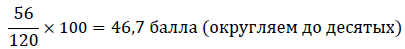 56/120 × 100 = 46,7 балла (округляем до десятых)